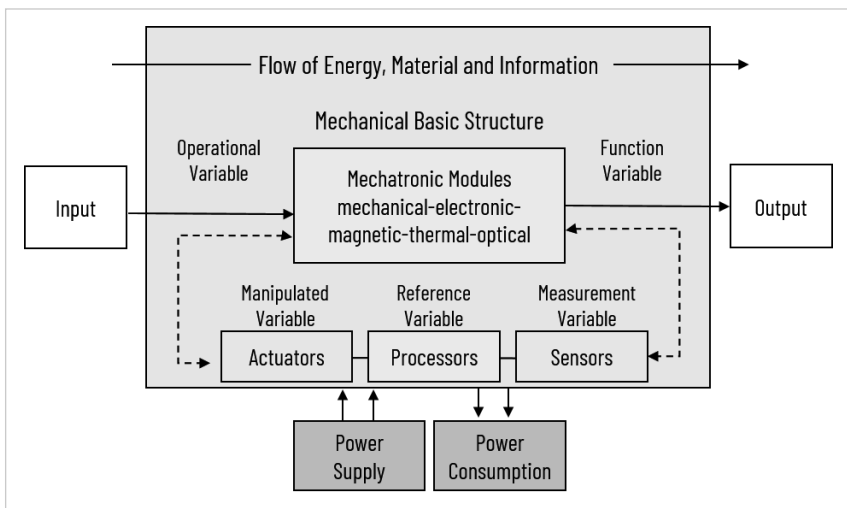 Flow of Energy, Material and Information
Mechanical Basic Structure
Operational
Variable
Function
Variable
Input
Mechatronic Modules
mechanical-electronic-
magnetic-thermal-optical
Output
Manipulated
Variable
Reference
Variable
Measurement
Variable
Actuators
Processors
Sensors
Power
Supply
Power
Consumption